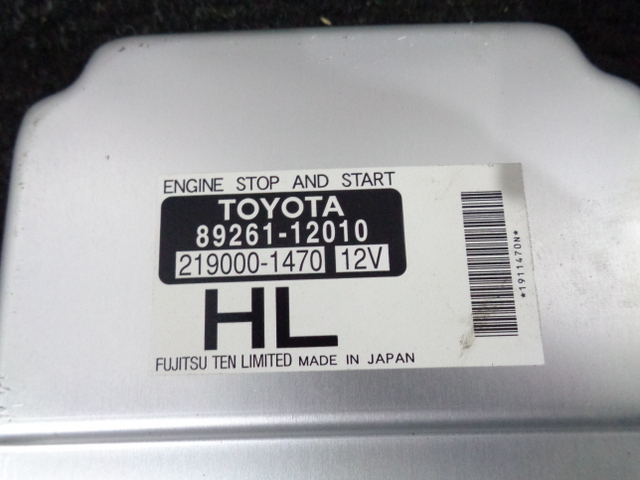 ENGINE STOP AND START
TOYOTA
89261-12010
219000-1470 12V
HL
FUJITSU TEN LIMITED MADE IN JAPAN
*1911470N*